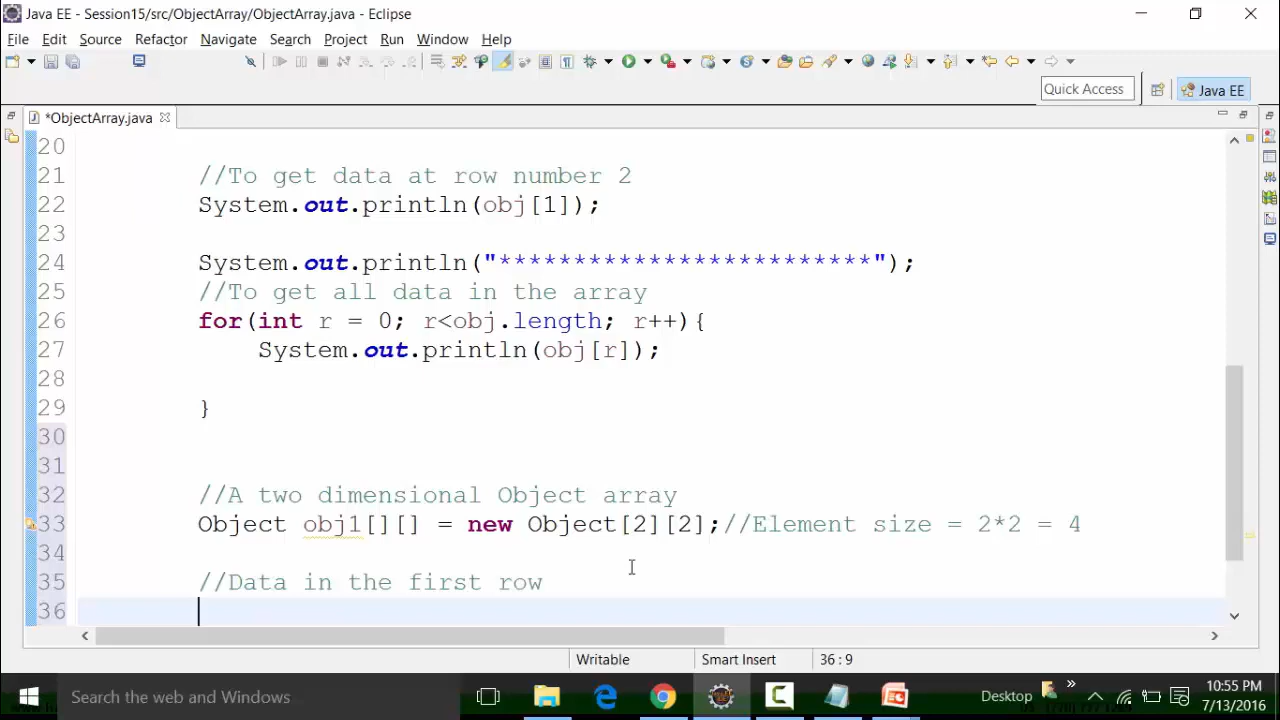 Java EE - Session15/src/ObjectArray/ObjectArray.java - Eclipse
File Edit Source Refactor Navigate Search Project Run Window Help
Quick Access
Java EE
*ObjectArray.java
20
21 //To get data at row number 2
22 System.out.println(obj[1]);
23
24 System.out.println("*************************");
25 //To get all data in the array
26 for(int r = 0; r<obj.length; r++){
27 System.out.println(obj[r]);
28
29 }
30
31
32 //A two dimensional Object array
33 Object obj1[][] = new Object[2][2];//Element size = 2*2 = 4
34
35 //Data in the first row
36
Writable Smart Insert 36 : 9
Search the web and Windows
Desktop
10:55 PM
7/13/2016